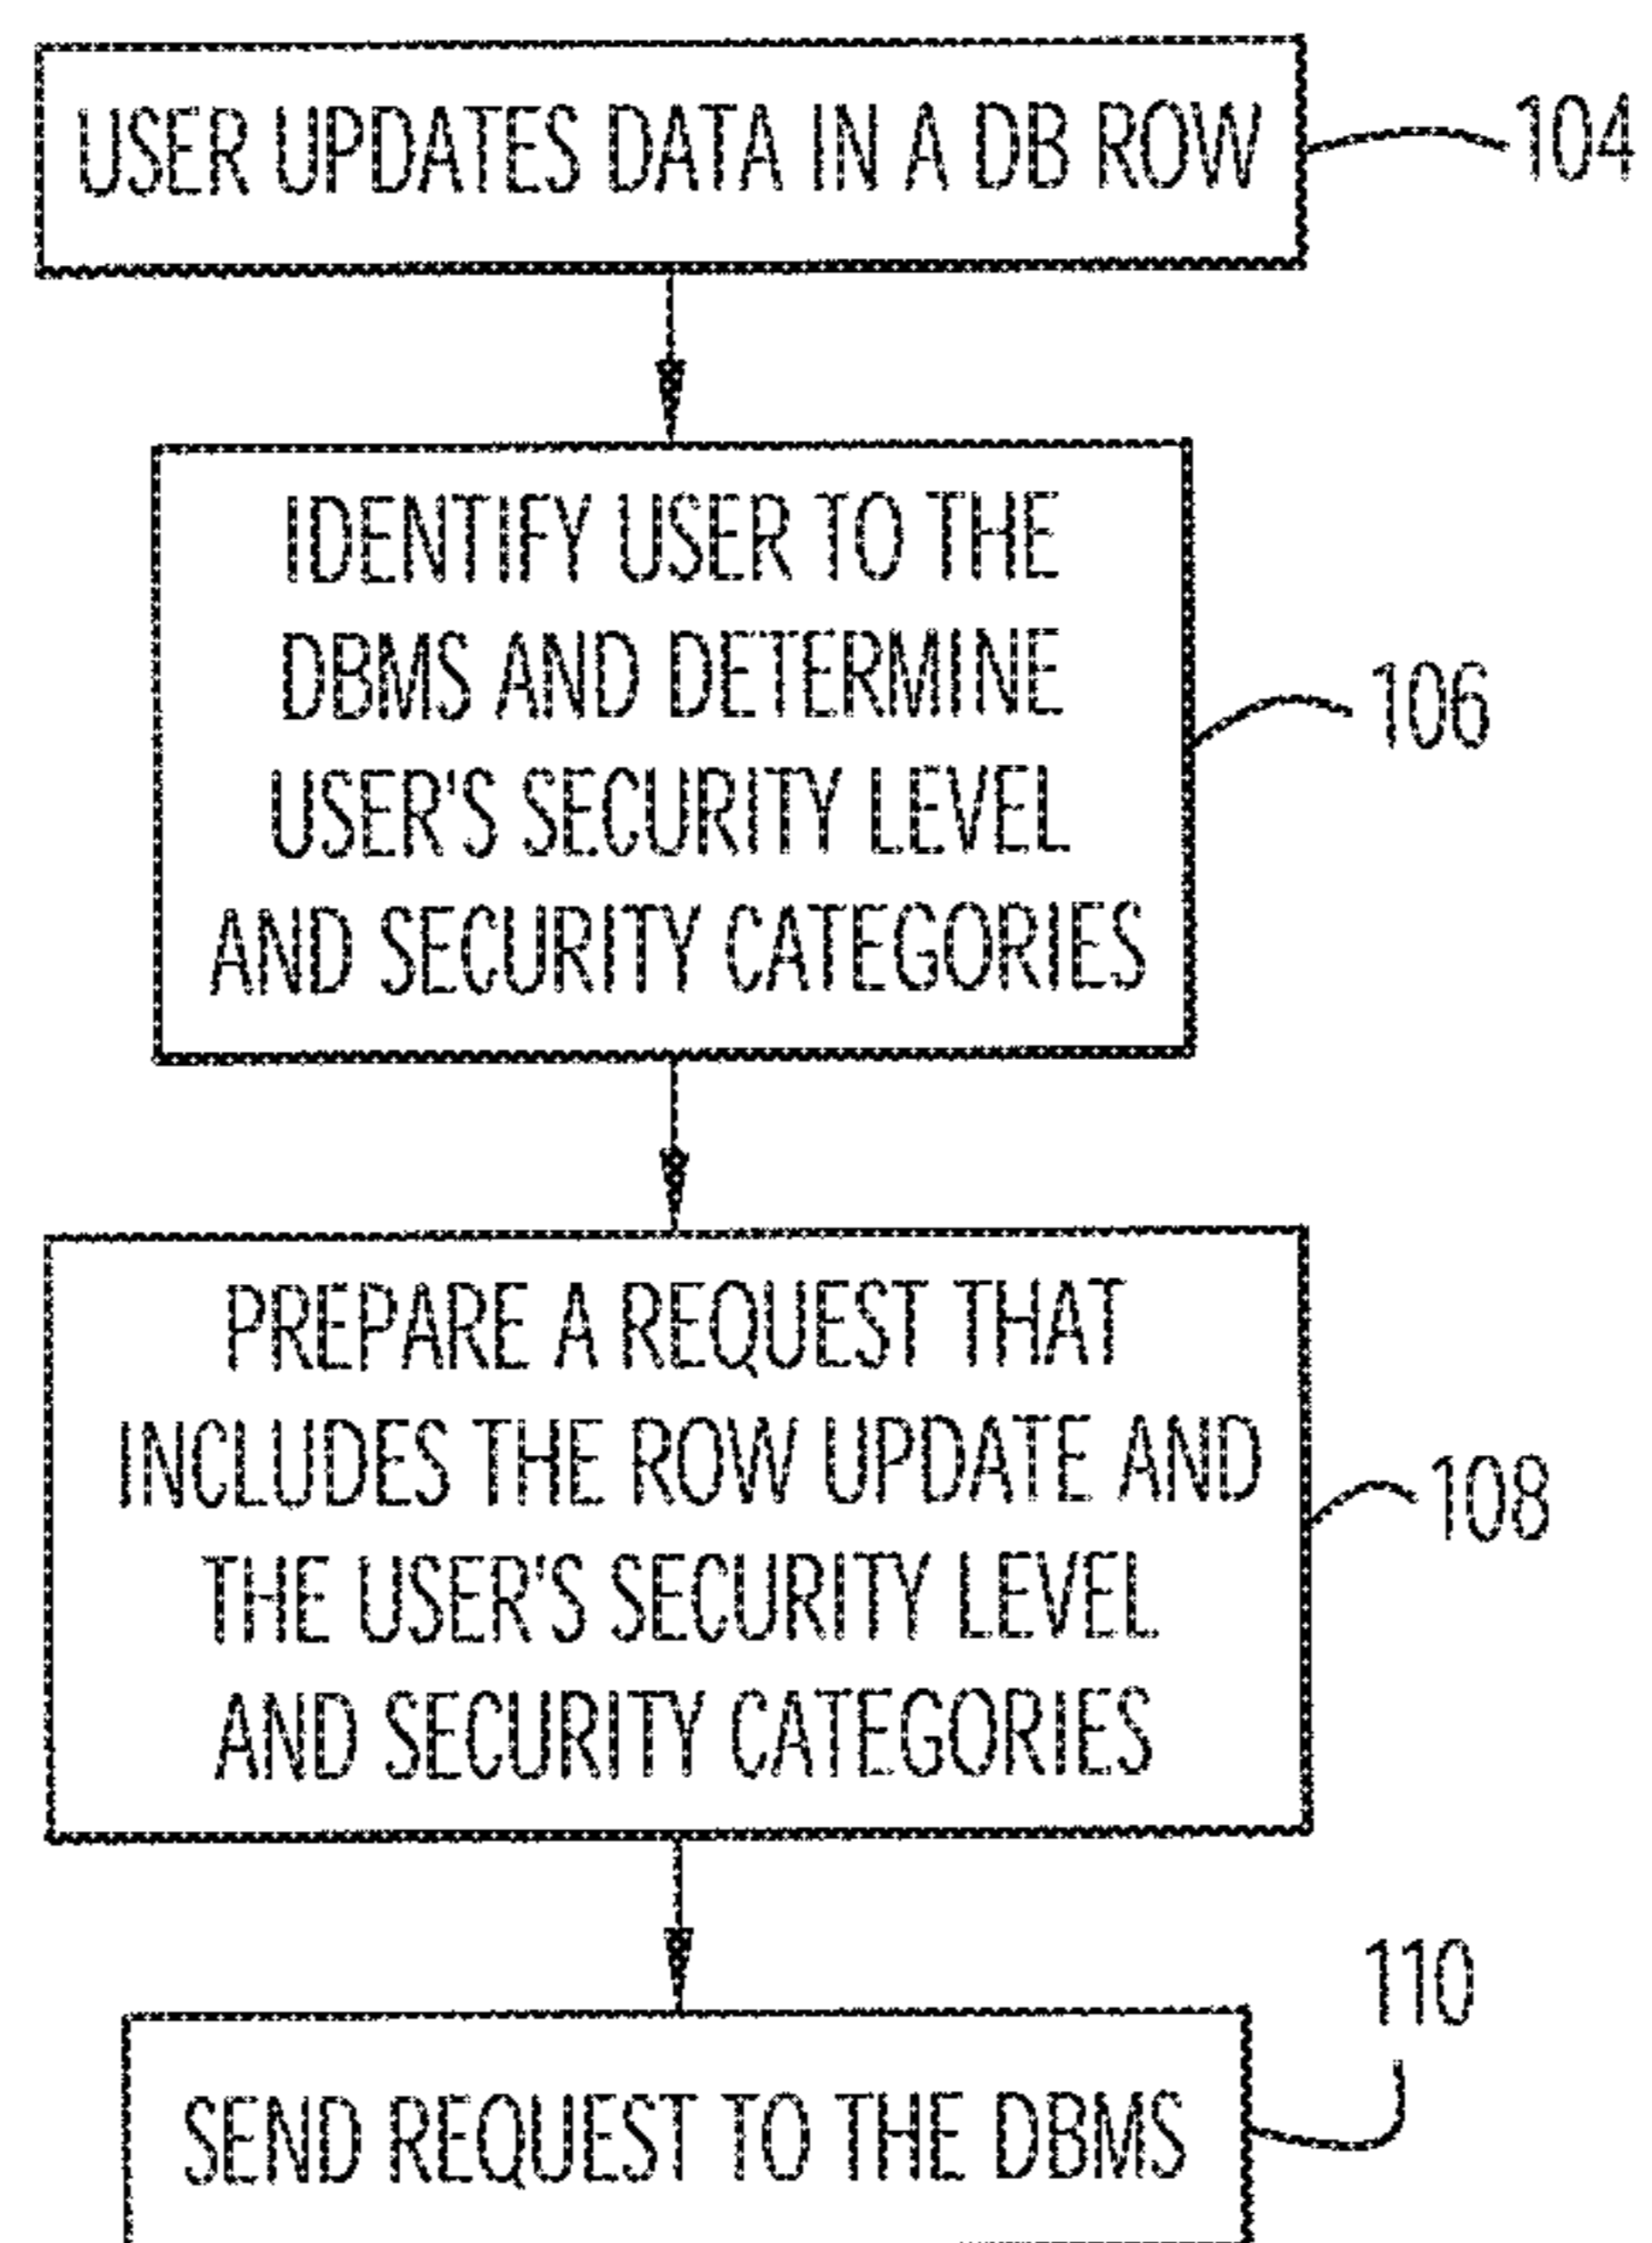 USER UPDATES DATA IN A DB ROW
104
IDENTIFY USER TO THE
DBMS AND DETERMINE
USER'S SECURITY LEVEL
AND SECURITY CATEGORIES
106
PREPARE A REQUEST THAT
INCLUDES THE ROW UPDATE AND
THE USER'S SECURITY LEVEL
AND SECURITY CATEGORIES
108
110
SEND REQUEST TO THE DBMS